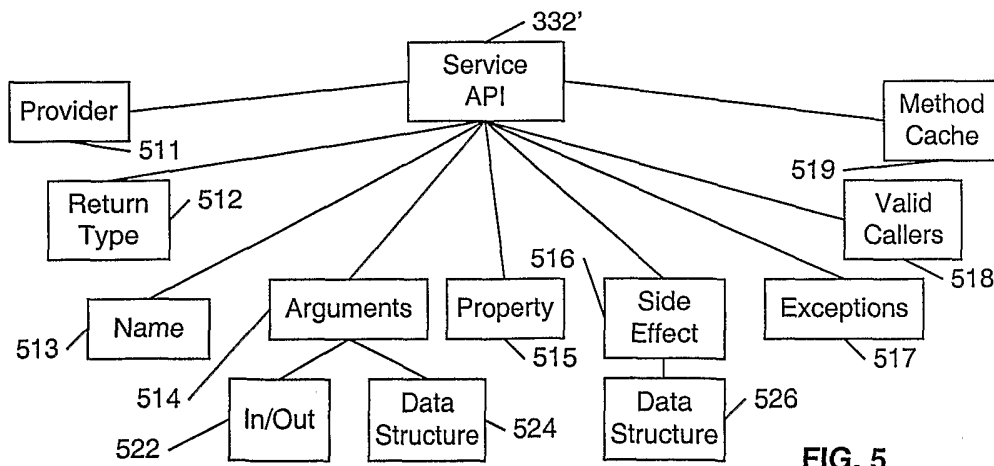 332'
Service
API
Provider
511
Method
Cache
519
Return
Type
512
Valid
Callers
518
Name
513
Arguments
514
Property
515
516
Side
Effect
Exceptions
517
In/Out
522
Data
Structure
524
Data
Structure
526
FIG. 5